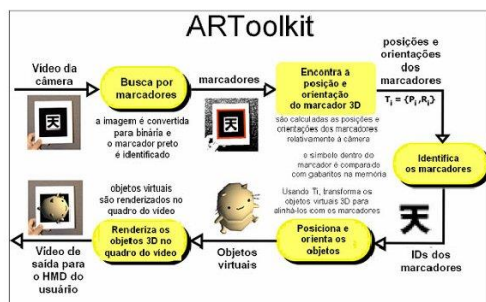 ARToolkit
Vídeo da
câmera
Busca por
marcadores
a imagem é convertida
para binária e
o marcador preto
é identificado
marcadores
Encontra a
posição e
orientação
do marcador 3D
são calculadas as posições e
orientações dos marcadores
relativamente à câmera
posições e
orientações
dos
marcadores
Ti = {Pi ,Ri}
Identifica
os marcadores
o símbolo dentro do
marcador é comparado
com gabaritos na memória
天
IDs dos
marcadores
Usando Ti, transforma os
objetos virtuais 3D para
alinhá-los com os marcadores
Posiciona e
orienta os
objetos
Objetos
virtuais
objetos virtuais
são renderizados no
quadro do vídeo
Renderiza os
objetos 3D no
quadro do vídeo
Vídeo de
saída para
o HMD do
usuário